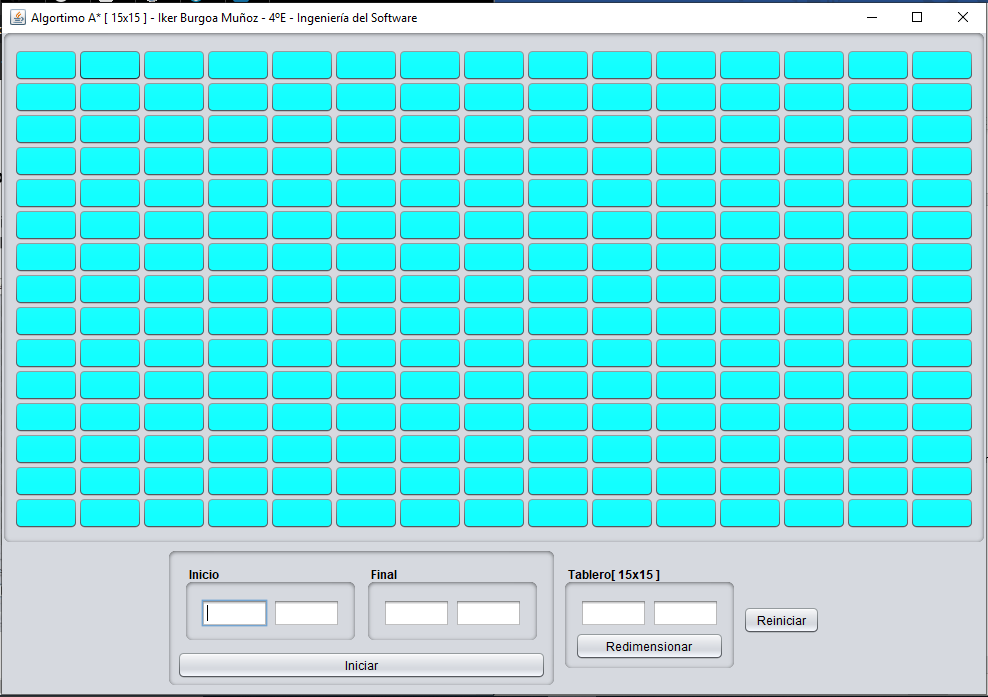 Algortimo A* [ 15x15 ] - Iker Burgoa Muñoz - 4ºE - Ingeniería del Software
Inicio
Final
Tablero[ 15x15 ]
Reiniciar
Redimensionar
Iniciar